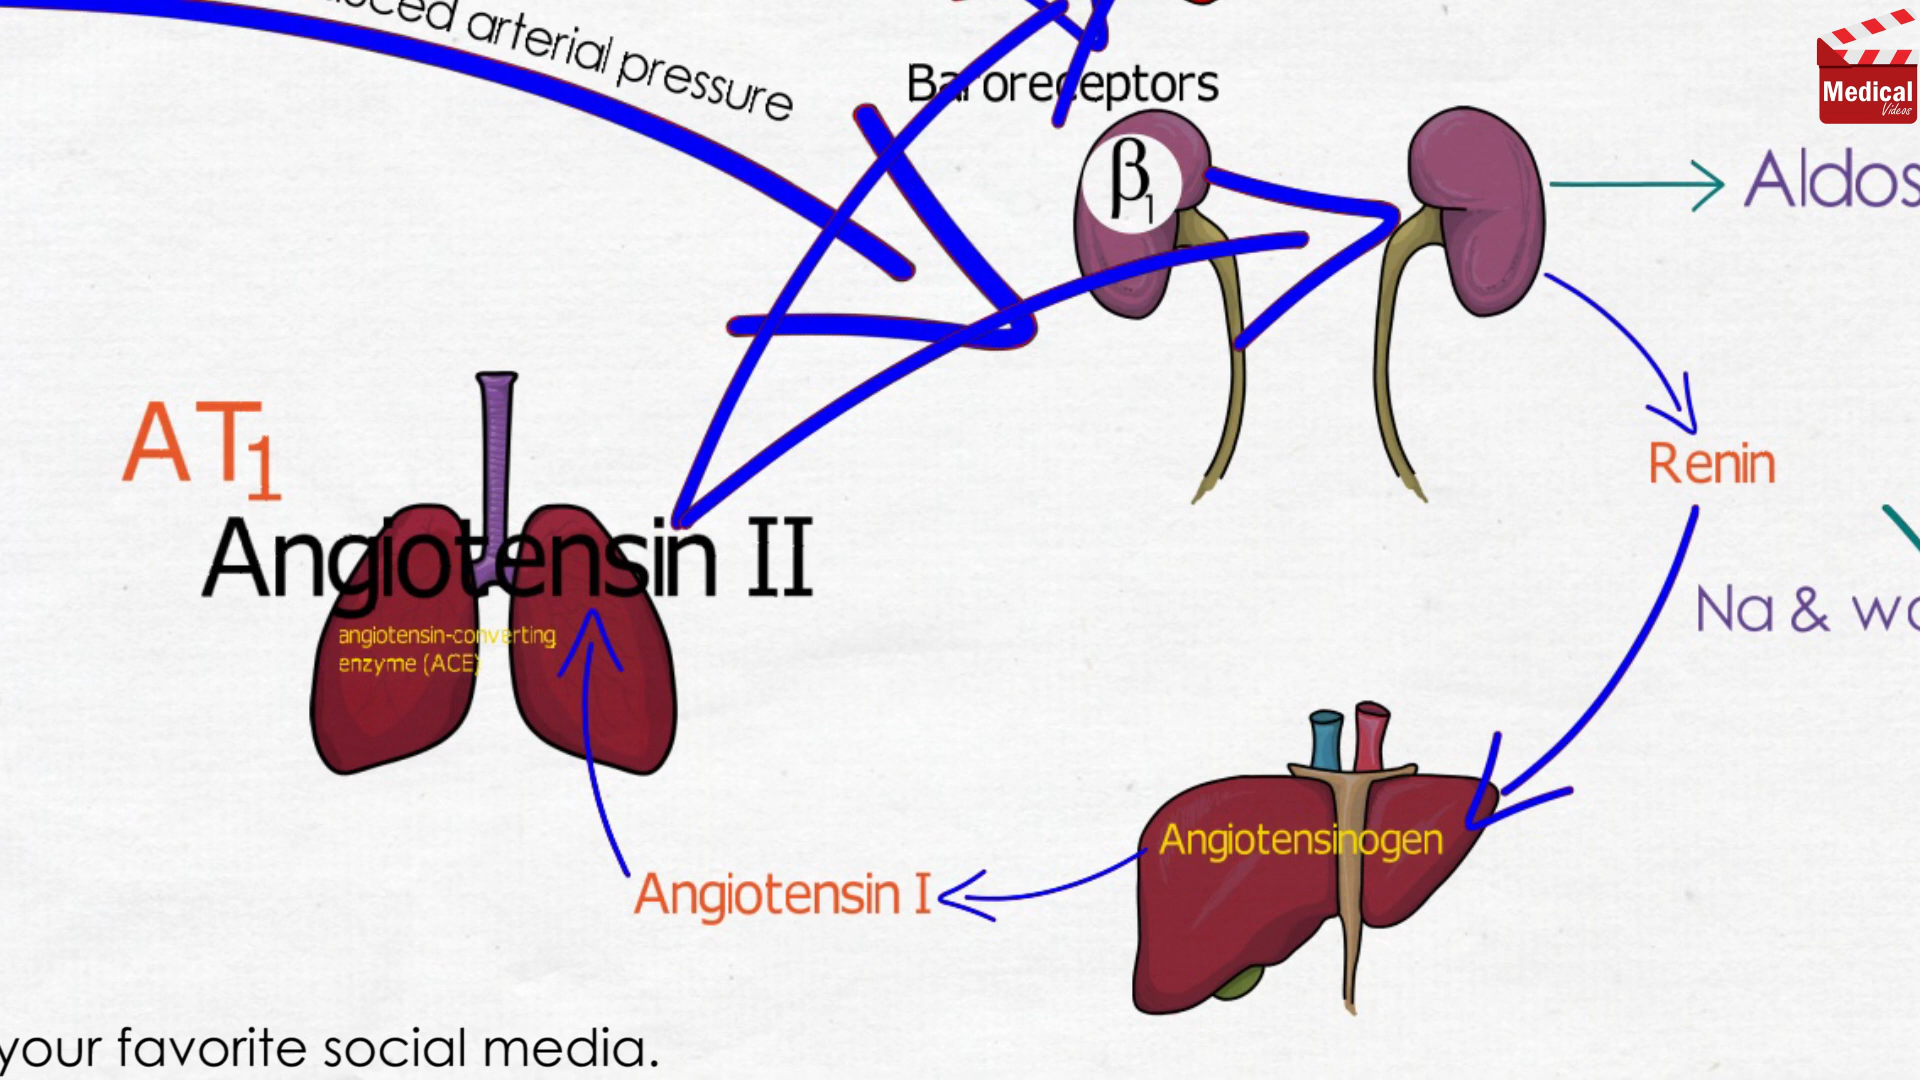 arterial pressure
Baroreceptors
Medical
Videos
β1
AT1
Renin
Angiotensin II
angiotensin-converting
enzyme (ACE)
Na &
Angiotensinogen
Angiotensin I
your favorite social media.